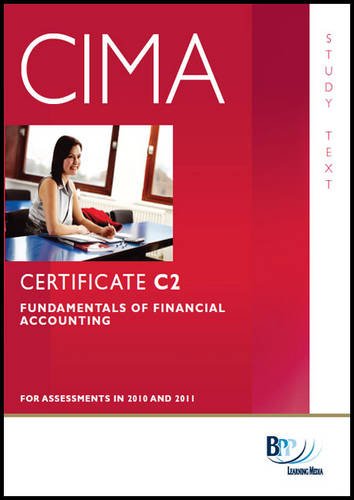 CIMA
STUDY TEXT
CERTIFICATE C2
FUNDAMENTALS OF FINANCIAL
ACCOUNTING
FOR ASSESSMENTS IN 2010 AND 2011
BPP
LEARNING MEDIA